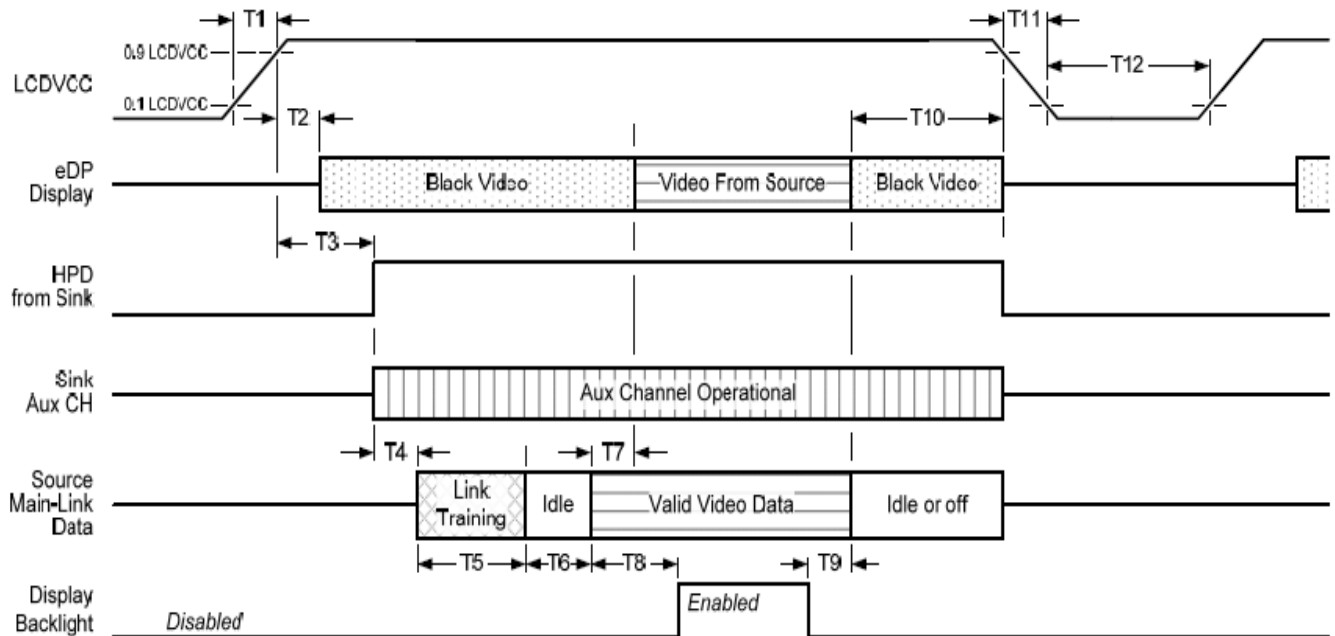 T1
T11
0.9 LCDVCC
LCDVCC
T12
0.1 LCDVCC
T2
T10
eDP
Display
Black Video
Video From Source
Black Video
T3
HPD
from Sink
Sink
Aux CH
Aux Channel Operational
T4
T7
Source
Main-Link
Data
Link
Training
Idle
Valid Video Data
Idle or off
T5
T6
T8
T9
Display
Backlight
Disabled
Enabled